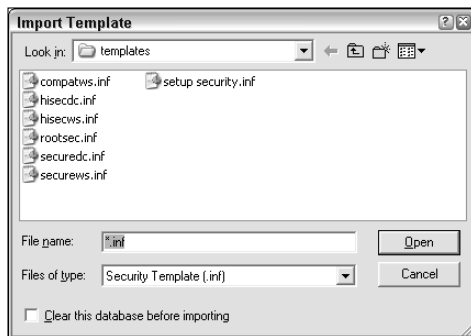 Import Template
Look in: templates
compatws.inf setup security.inf
hisecdc.inf
hisecws.inf
rootsec.inf
securedc.inf
securews.inf
File name: *.inf Open
Files of type: Security Template (.inf) Cancel
Clear this database before importing